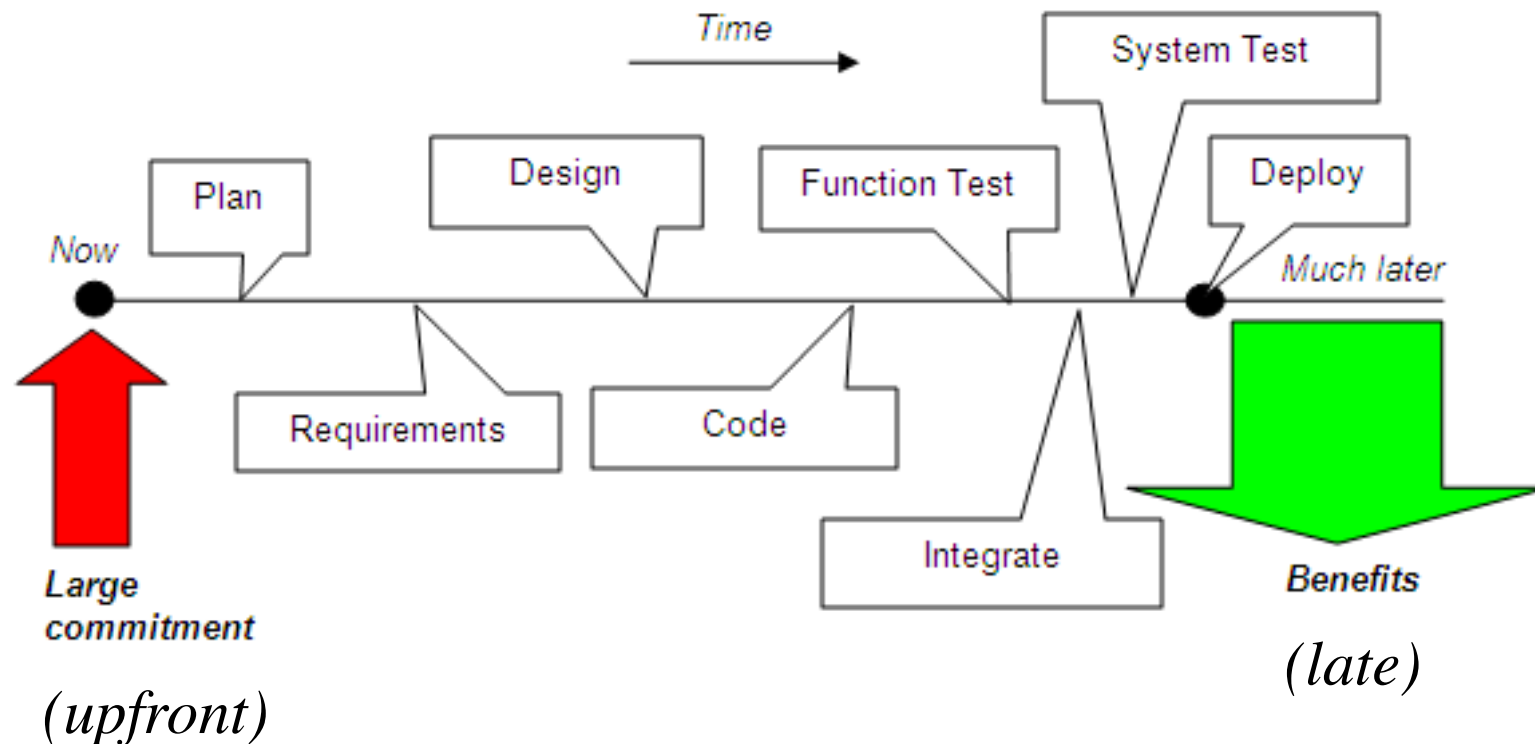 Time
System Test
Design
Deploy
Plan
Function Test
Now
Much later
Requirements
Code
Integrate
Large
commitment
Benefits
(late)
(upfront)